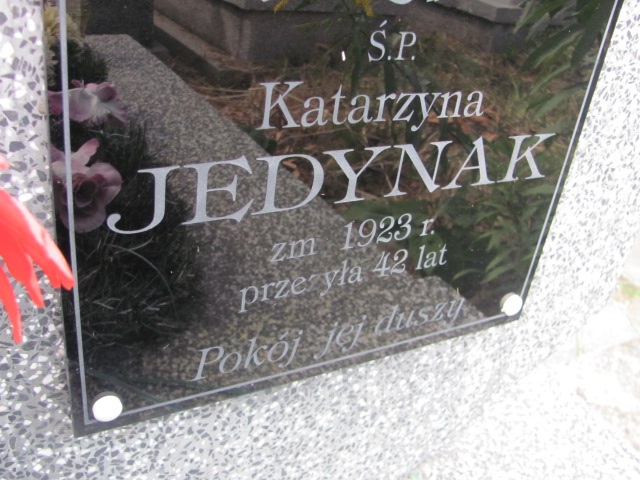 Ś.P.
Katarzyna
JEDYNAK
zm 1923 r.
przeżyła 42 lat
Pokój jej duszy